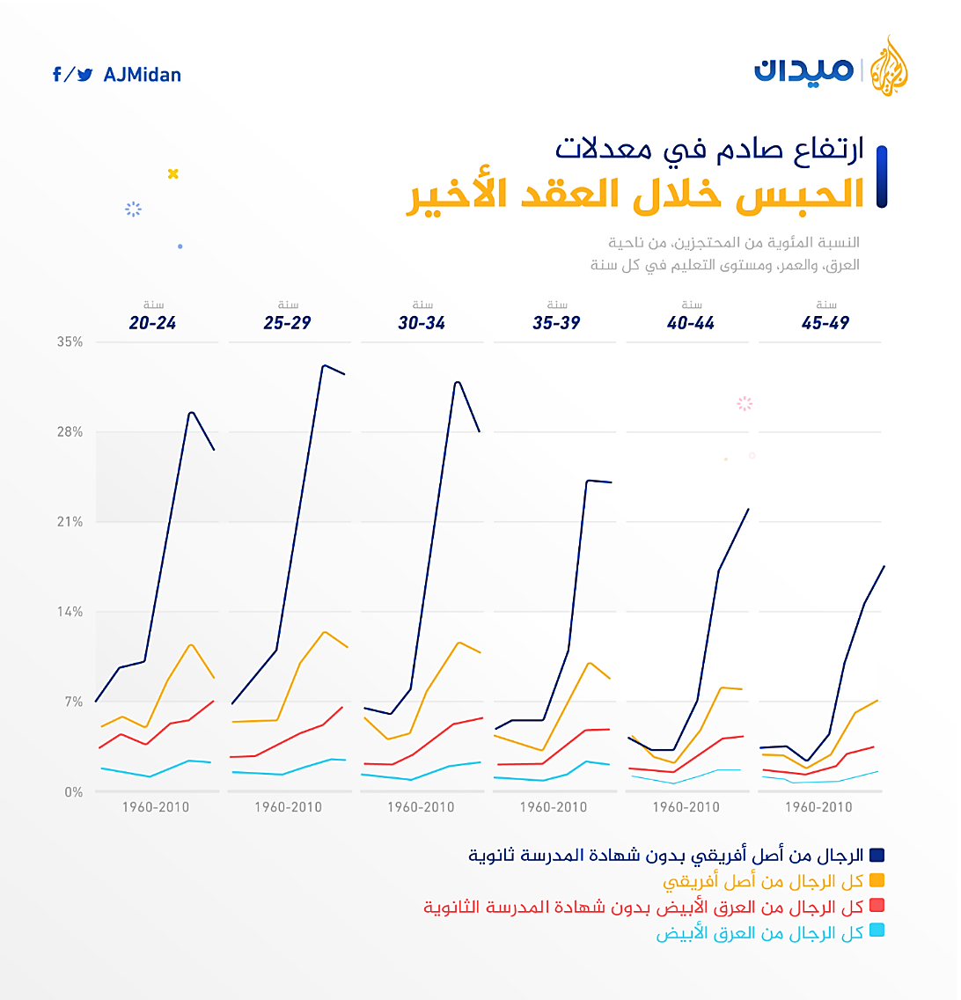 AJMidan
ميدان
ارتفاع صادم في معدلات
الحبس خلال العقد الأخير
النسبة المئوية من المحتجزين، من ناحية
العرق، والعمر، ومستوى التعليم في كل سنة
سنة سنة سنة سنة سنة سنة
20-24 25-29 30-34 35-39 40-44 45-49
35%
28%
21%
14%
7%
0%
1960-2010 1960-2010 1960-2010 1960-2010 1960-2010 1960-2010
الرجال من أصل أفريقي بدون شهادة المدرسة ثانوية
كل الرجال من أصل أفريقي
كل الرجال من العرق الأبيض بدون شهادة المدرسة الثانوية
كل الرجال من العرق الأبيض